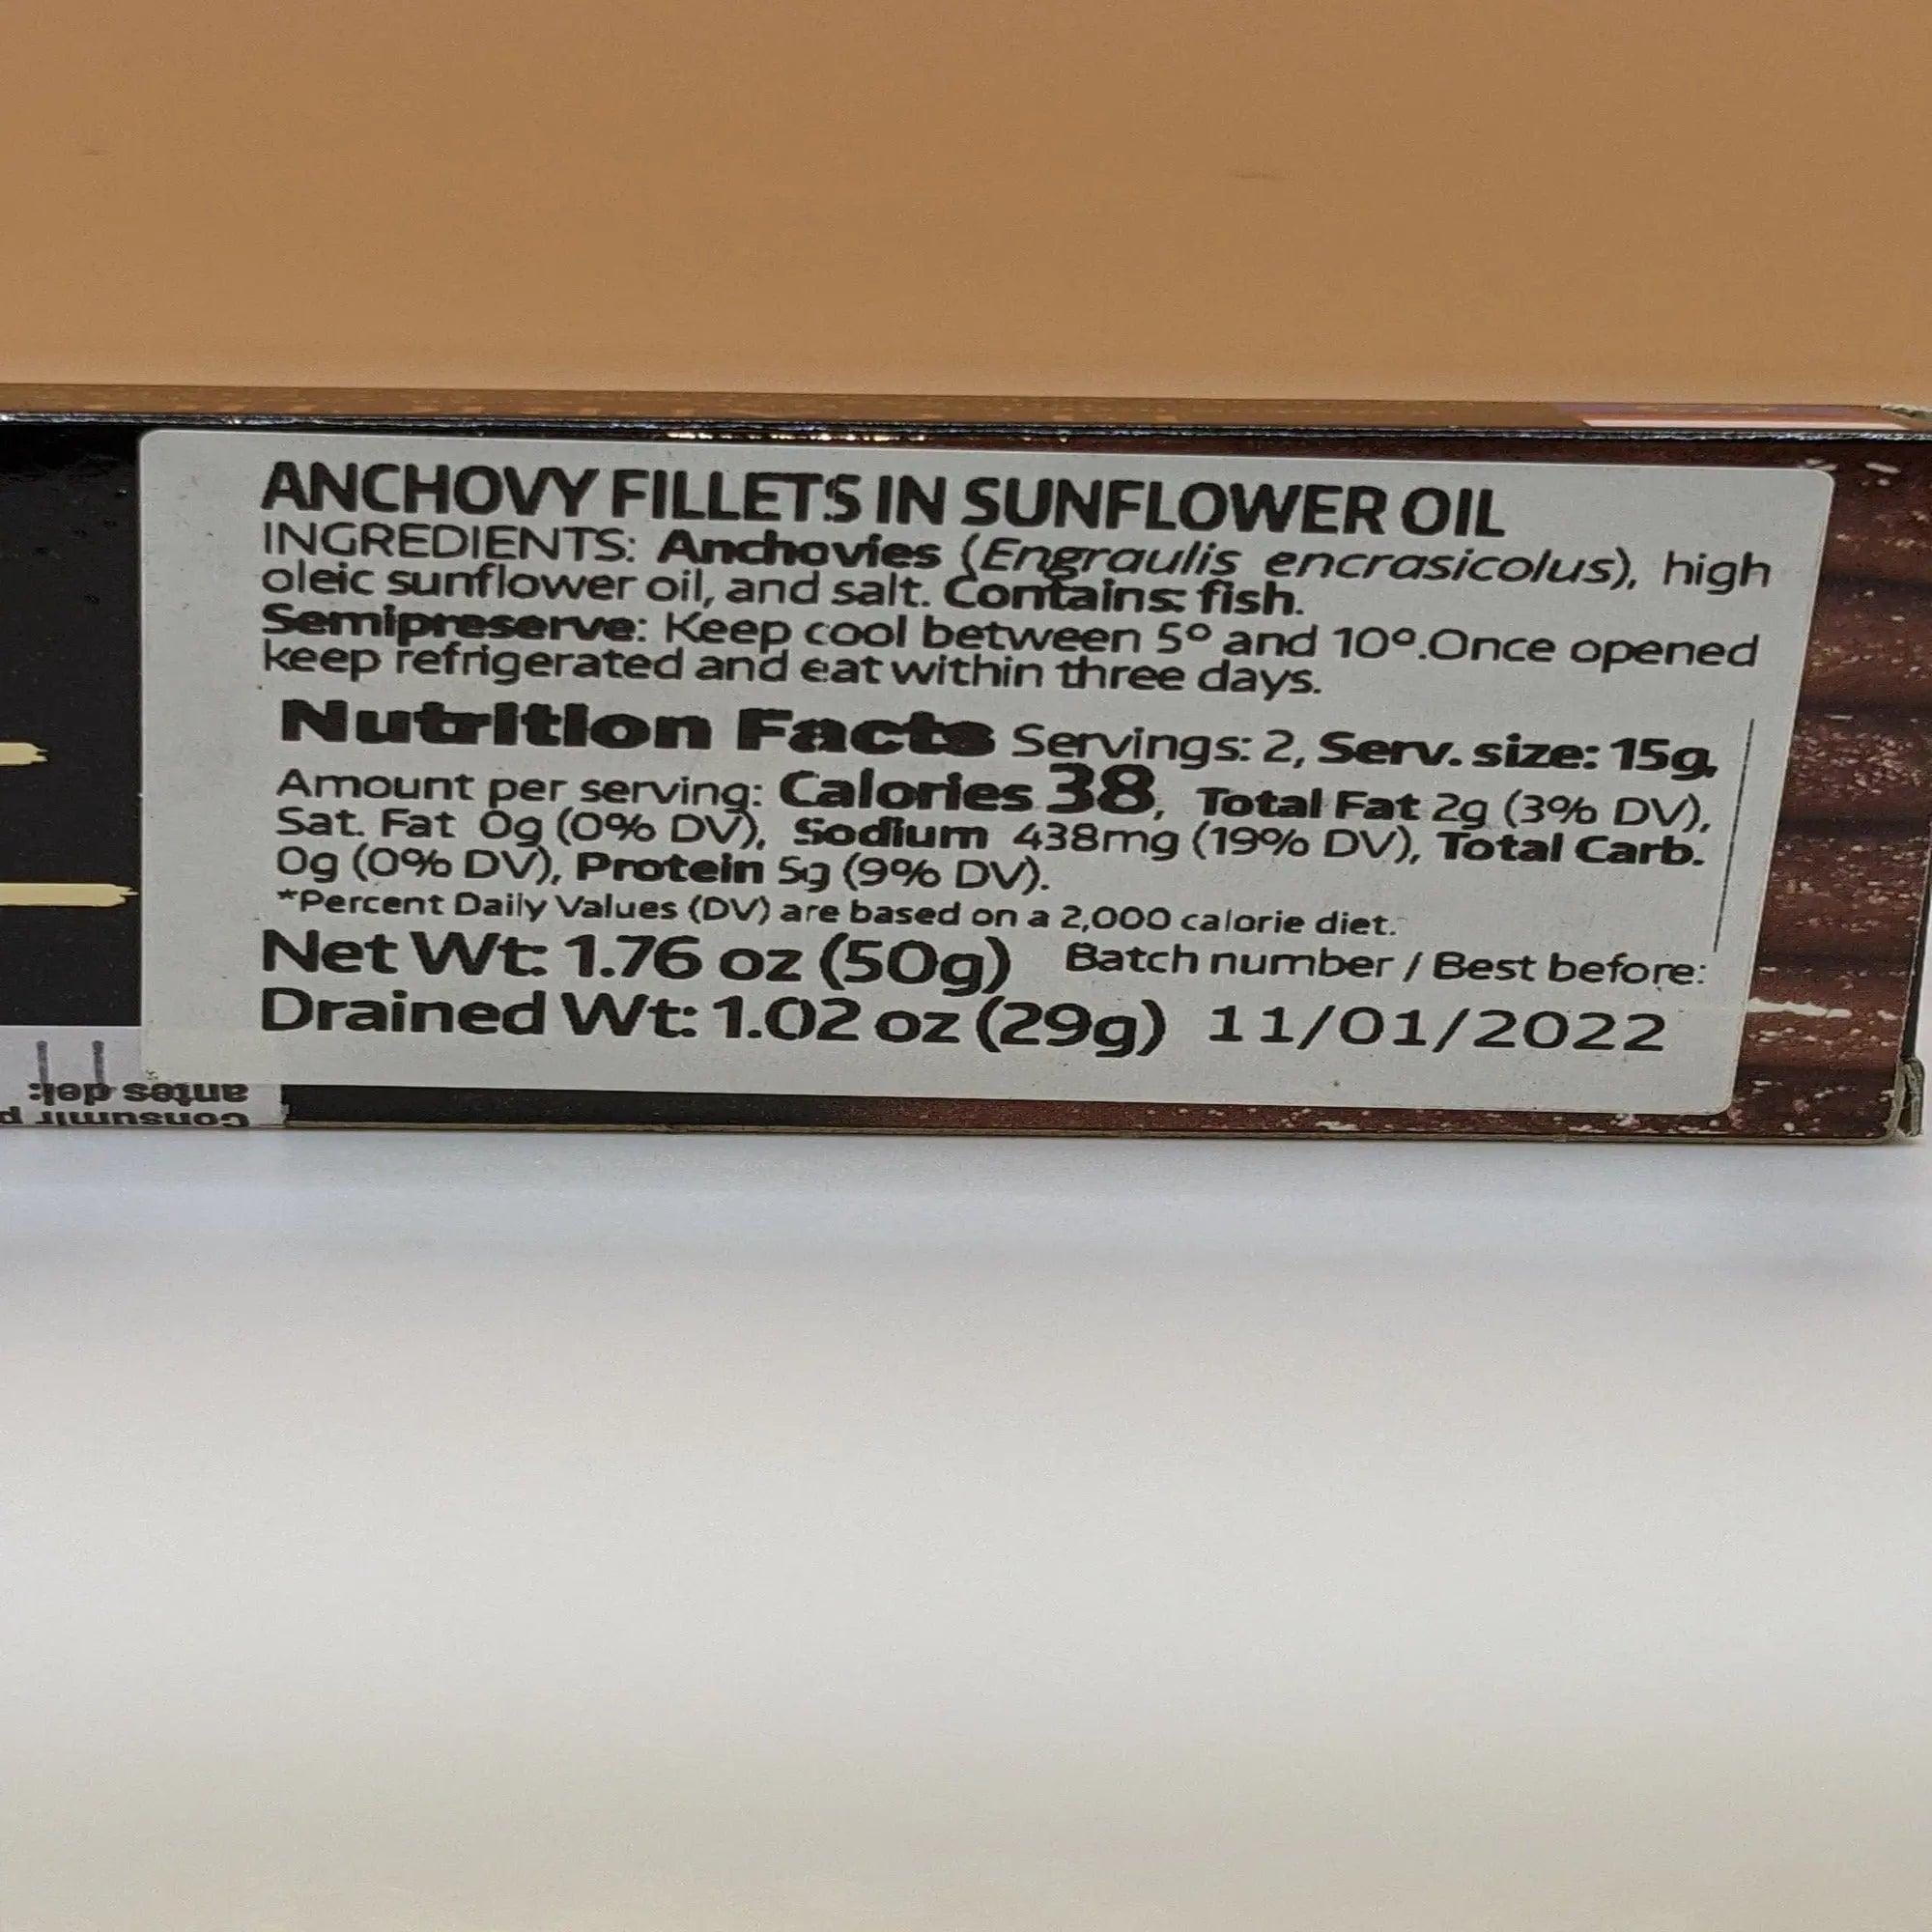 ANCHOVY FILLETS IN SUNFLOWER OIL
INGREDIENTS: Anchovies (Engraulis encrasicolus), high
oleic sunflower oil, and salt. Contains: fish.
Semipreserve: Keep cool between 5º and 10º.Once opened
keep refrigerated and eat within three days.
Nutrition Facts Servings: 2, Serv. size: 15g,
Amount per serving: Calories 38, Total Fat 2g (3% DV),
Sat. Fat 0g (0% DV), Sodium 438mg (19% DV), Total Carb.
0g (0% DV), Protein 5g (9% DV).
*Percent Daily Values (DV) are based on a 2,000 calorie diet.
Net Wt: 1.76 oz (50g) Batch number / Best before:
Drained Wt: 1.02 oz (29g) 11/01/2022
consumir
antes del: